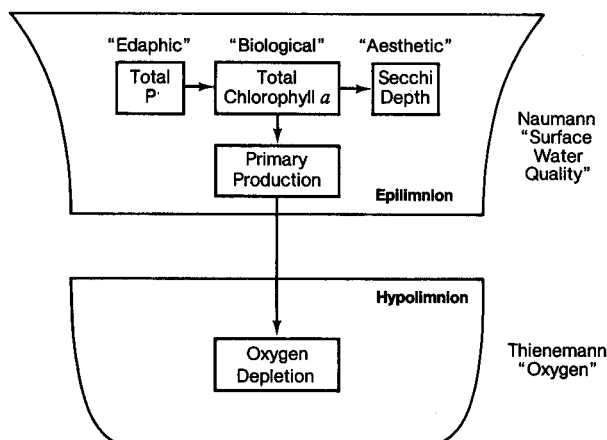 “Edaphic” “Biological” “Aesthetic”
Total
P
Total
Chlorophyll a
Secchi
Depth
Primary
Production
Epilimnion
Naumann
“Surface
Water
Quality”
Hypolimnion
Oxygen
Depletion
Thienemann
“Oxygen”